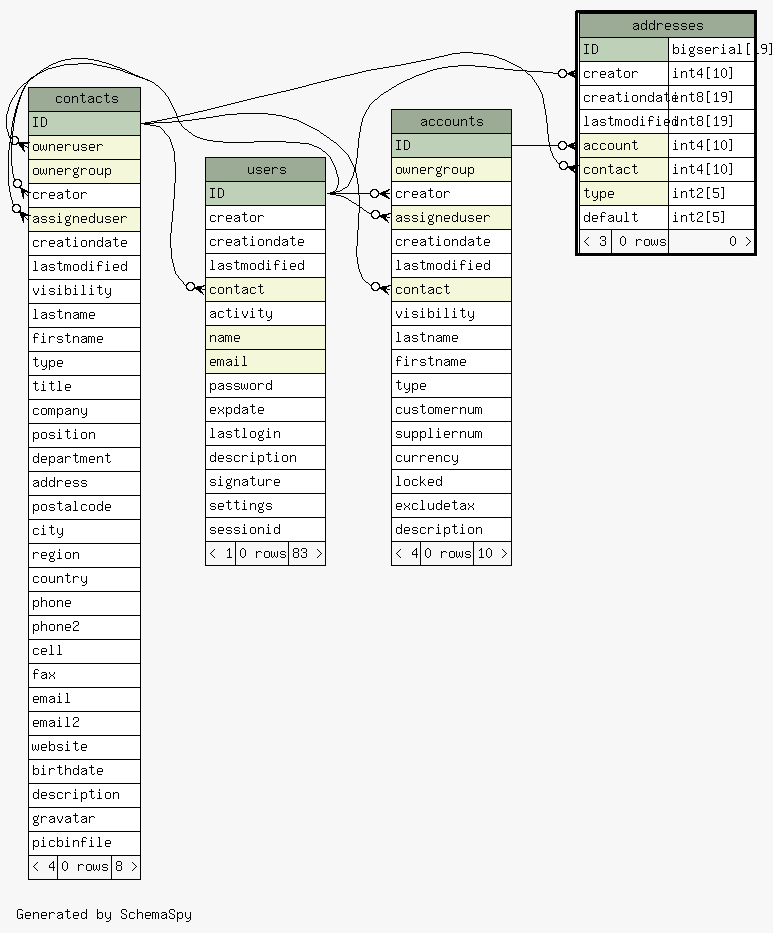 addresses
ID bigserial[19]
creator int4[10]
creationdate int8[19]
lastmodified int8[19]
account int4[10]
contact int4[10]
type int2[5]
default int2[5]
< 3 0 rows 0 >
contacts
ID
owneruser
ownergroup
creator
assigneduser
creationdate
lastmodified
visibility
lastname
firstname
type
title
company
position
department
address
postalcode
city
region
country
phone
phone2
cell
fax
email
email2
website
birthdate
description
gravatar
picbinfile
< 4 0 rows 8 >
users
ID
creator
creationdate
lastmodified
contact
activity
name
email
password
expdate
lastlogin
description
signature
settings
sessionid
< 1 0 rows 83 >
accounts
ID
ownergroup
creator
assigneduser
creationdate
lastmodified
contact
visibility
lastname
firstname
type
customernum
suppliernum
currency
locked
excludetax
description
< 4 0 rows 10 >
Generated by SchemaSpy